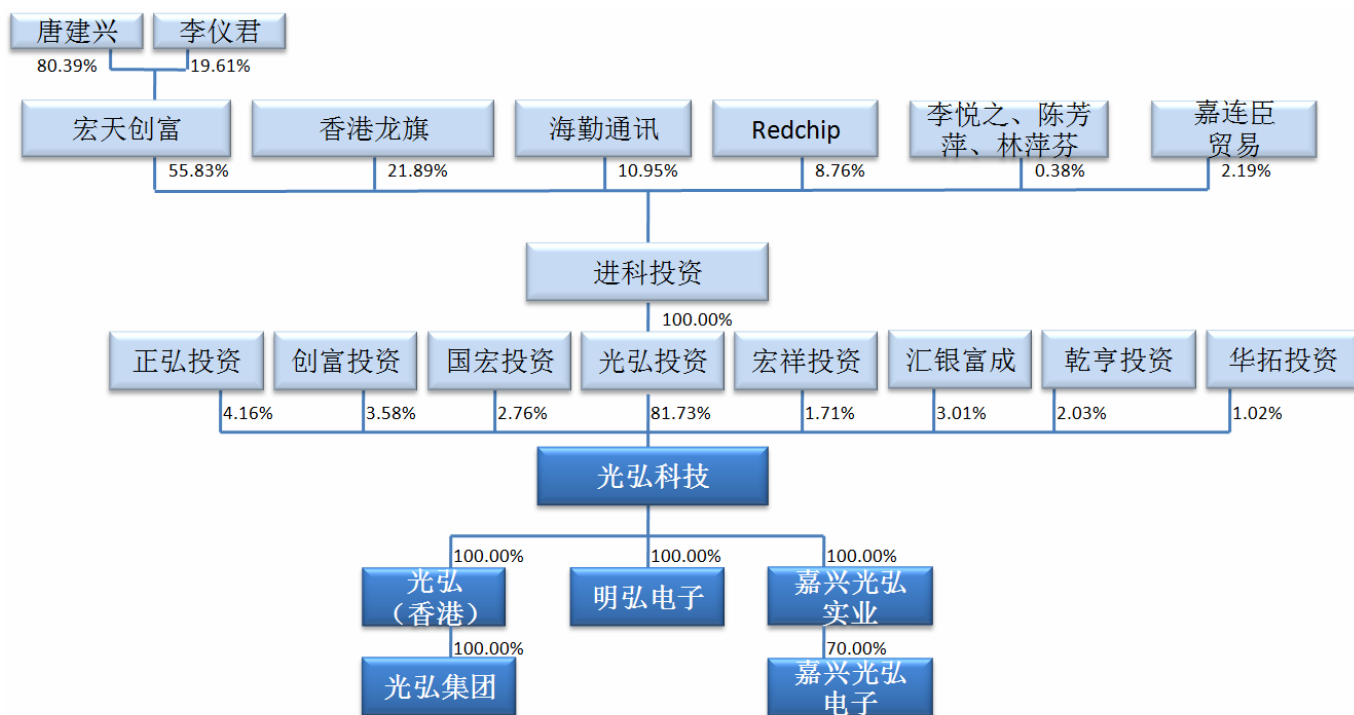 唐建兴
李仪君
80.39%
19.61%
宏天创富
香港龙旗
海勤通讯
Redchip
李悦之、陈芳
萍、林萍芬
嘉连臣
贸易
55.83%
21.89%
10.95%
8.76%
0.38%
2.19%
进科投资
100.00%
正弘投资
创富投资
国宏投资
光弘投资
宏祥投资
汇银富成
乾亨投资
华拓投资
4.16%
3.58%
2.76%
81.73%
1.71%
3.01%
2.03%
1.02%
光弘科技
100.00%
100.00%
100.00%
光弘
（香港）
明弘电子
嘉兴光弘
实业
100.00%
70.00%
光弘集团
嘉兴光弘
电子